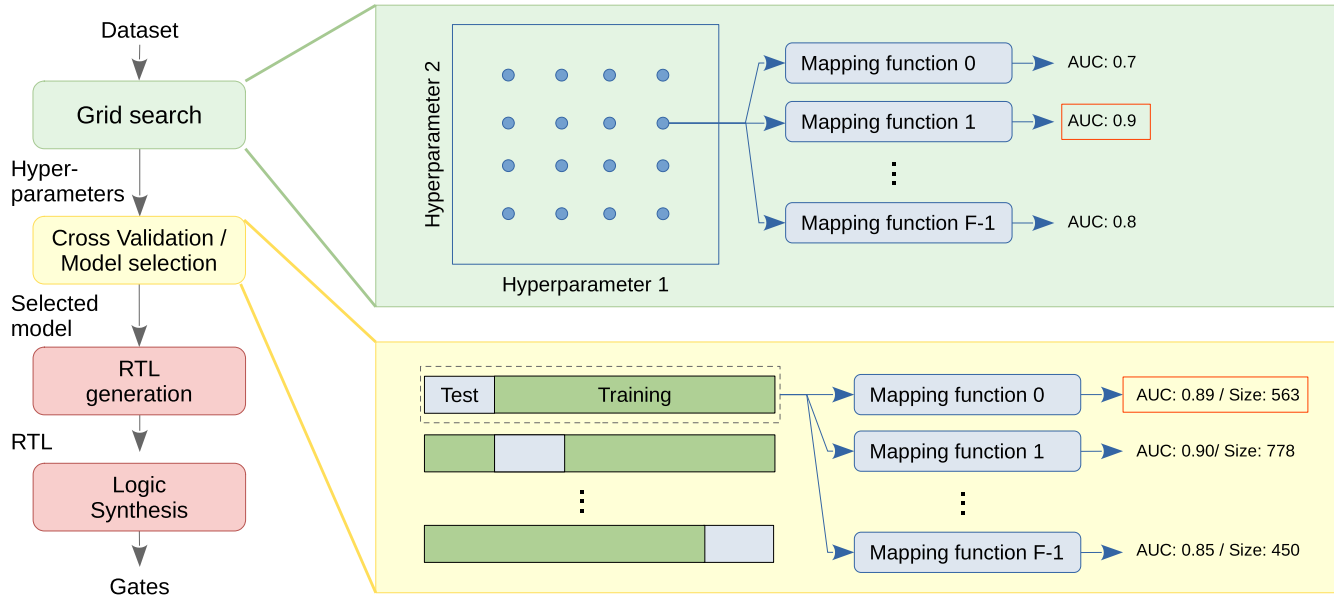 Dataset
Grid search
Hyper-
parameters
Cross Validation /
Model selection
Selected
model
RTL
generation
RTL
Logic
Synthesis
Gates
Hyperparameter 2
Hyperparameter 1
Mapping function 0
AUC: 0.7
Mapping function 1
AUC: 0.9
Mapping function F-1
AUC: 0.8
Test
Training
Mapping function 0
AUC: 0.89 / Size: 563
Mapping function 1
AUC: 0.90/ Size: 778
Mapping function F-1
AUC: 0.85 / Size: 450